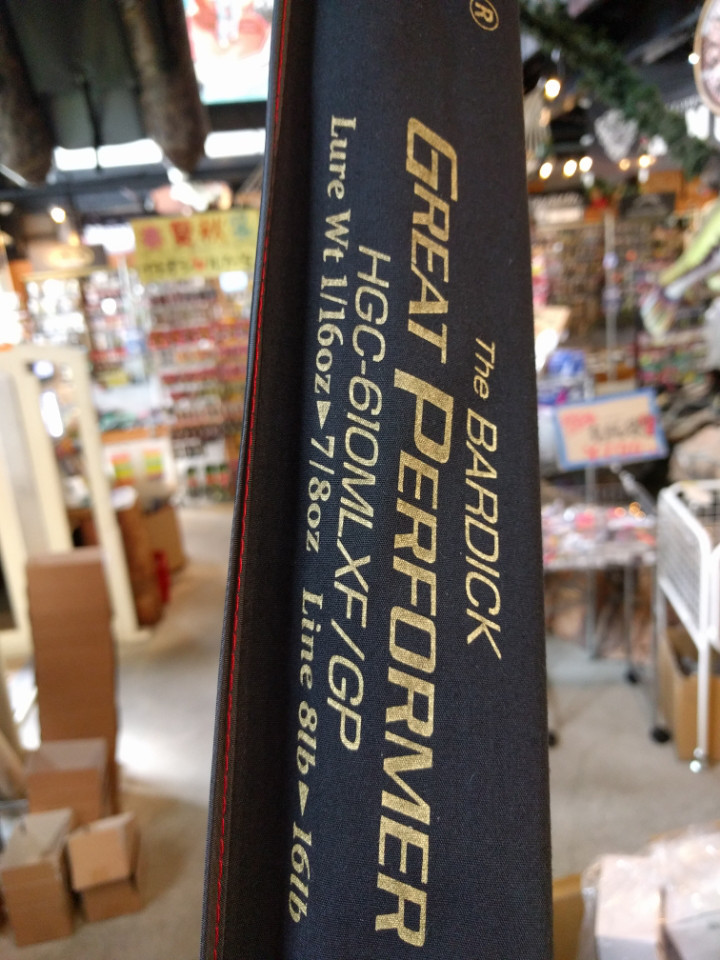 ®
The BARDICK
GREAT PERFORMER
HGC-610MLXF/GP
Lure Wt 1/16oz▶7/8oz Line 8lb▶16lb